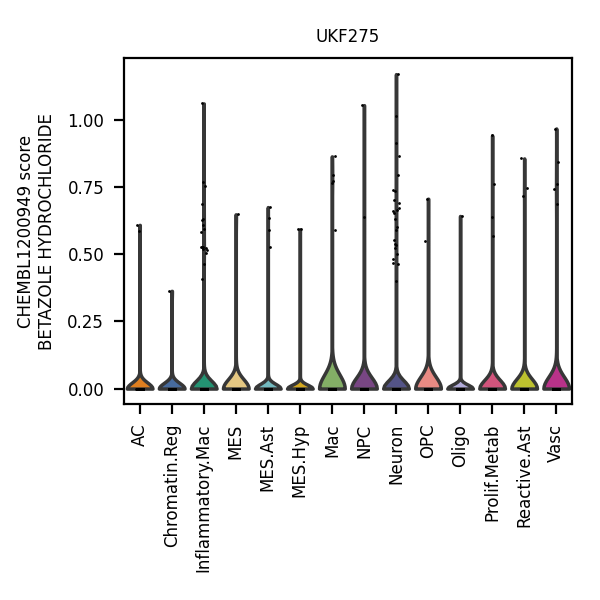 UKF275
CHEMBL1200949 score
BETAZOLE HYDROCHLORIDE
1.00
0.75
0.50
0.25
0.00
AC
Chromatin.Reg
Inflammatory.Mac
MES
MES.Ast
MES.Hyp
Mac
NPC
Neuron
OPC
Oligo
Prolif.Metab
Reactive.Ast
Vasc